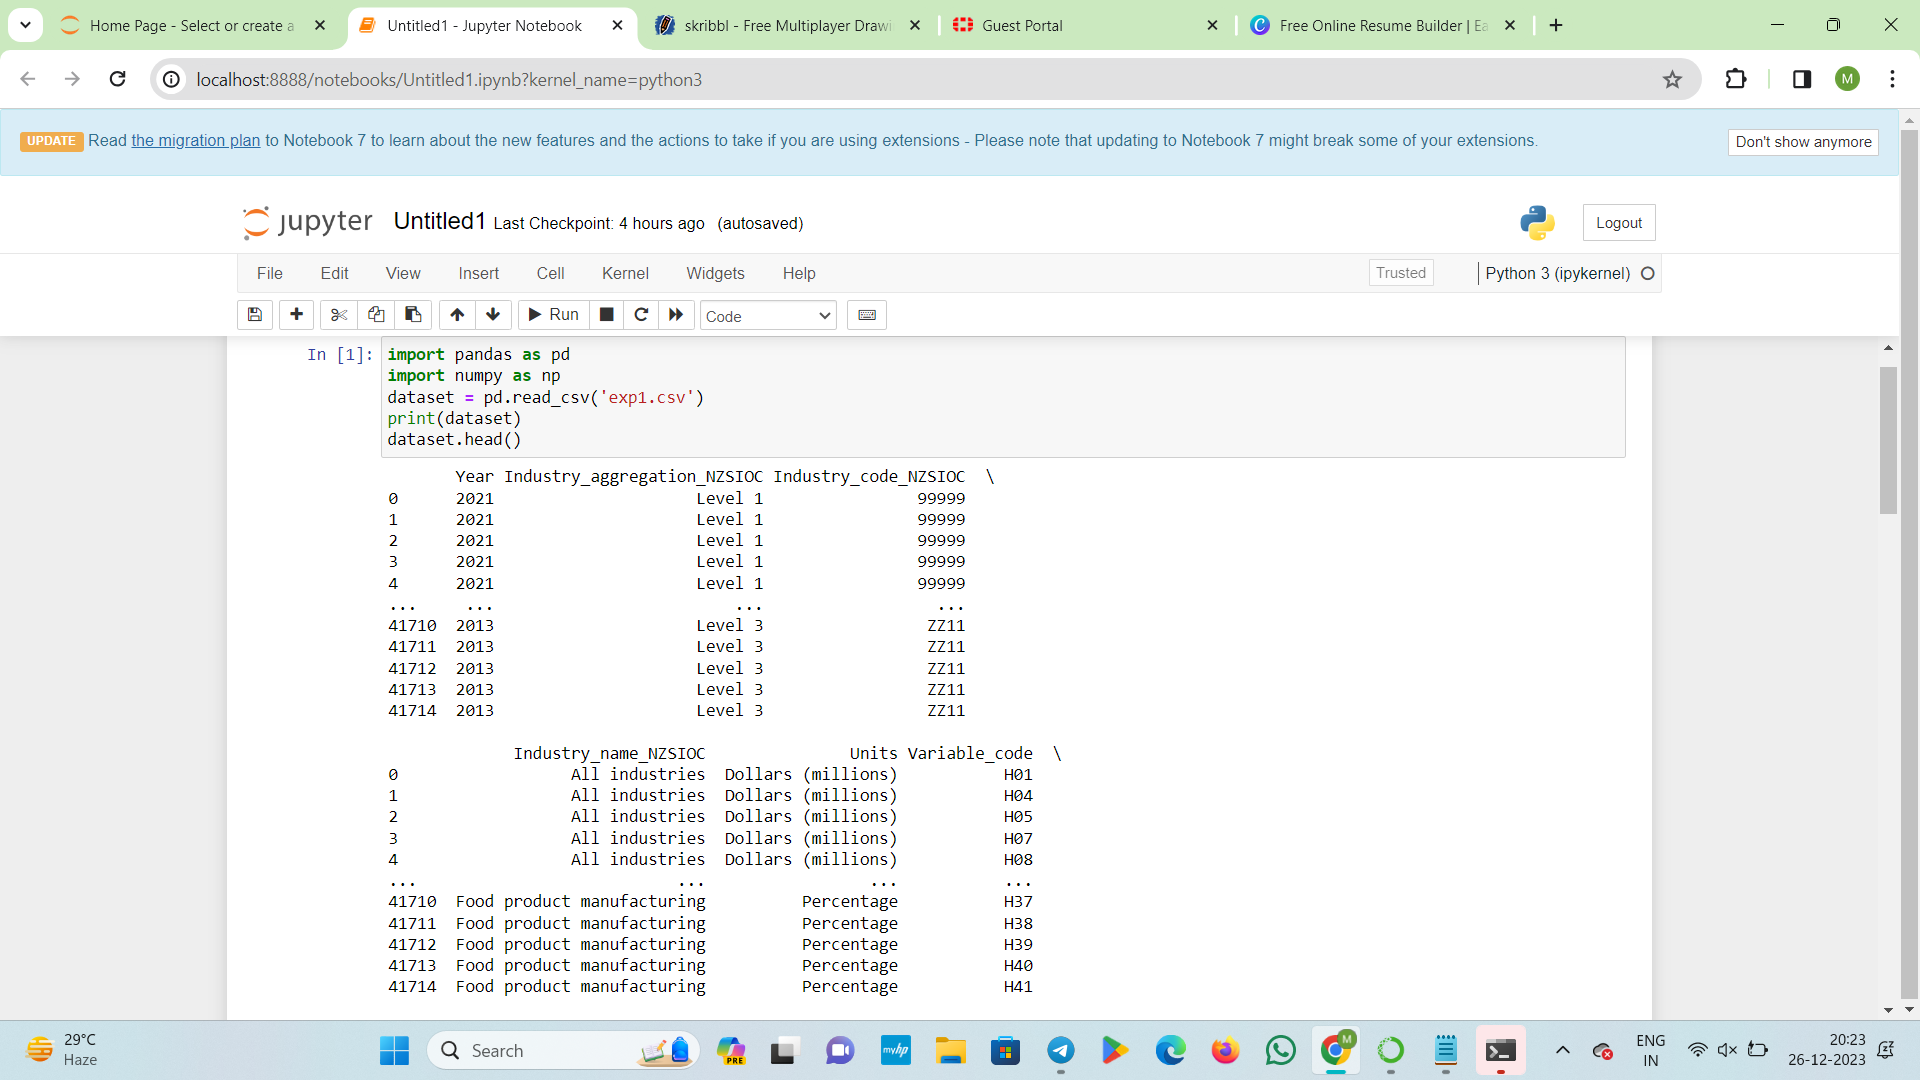 Home Page - Select or create a
Untitled1 - Jupyter Notebook
skribbl - Free Multiplayer Drawi
Guest Portal
Free Online Resume Builder | Ea
localhost:8888/notebooks/Untitled1.ipynb?kernel_name=python3
M
UPDATE Read the migration plan to Notebook 7 to learn about the new features and the actions to take if you are using extensions - Please note that updating to Notebook 7 might break some of your extensions.
Don't show anymore
jupyter Untitled1 Last Checkpoint: 4 hours ago (autosaved)
Logout
File Edit View Insert Cell Kernel Widgets Help
Trusted
Python 3 (ipykernel)
Run
Code
In [1]:
import pandas as pd
import numpy as np
dataset = pd.read_csv('exp1.csv')
print(dataset)
dataset.head()
Year Industry_aggregation_NZSIOC Industry_code_NZSIOC \
0 2021 Level 1 99999
1 2021 Level 1 99999
2 2021 Level 1 99999
3 2021 Level 1 99999
4 2021 Level 1 99999
... ... ... ...
41710 2013 Level 3 ZZ11
41711 2013 Level 3 ZZ11
41712 2013 Level 3 ZZ11
41713 2013 Level 3 ZZ11
41714 2013 Level 3 ZZ11
Industry_name_NZSIOC Units Variable_code \
0 All industries Dollars (millions) H01
1 All industries Dollars (millions) H04
2 All industries Dollars (millions) H05
3 All industries Dollars (millions) H07
4 All industries Dollars (millions) H08
... ... ... ...
41710 Food product manufacturing Percentage H37
41711 Food product manufacturing Percentage H38
41712 Food product manufacturing Percentage H39
41713 Food product manufacturing Percentage H40
41714 Food product manufacturing Percentage H41
29°C
Haze
Search
PRE
myhp
M
ENG
IN
20:23
26-12-2023